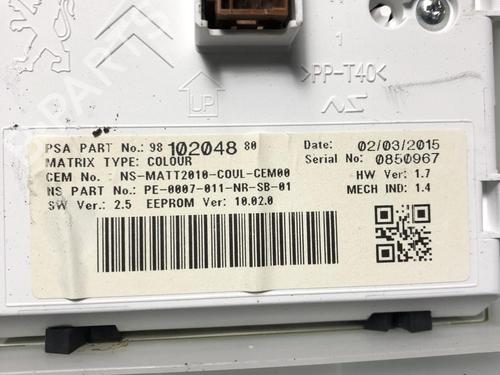 1
>PP-T40<
UP
PSA PART No.: 98 102048 80
MATRIX TYPE: COLOUR
CEM No.: NS-MATT2010-COUL-CEM00
NS PART No.: PE-0007-011-NR-SB-01
SW Ver.: 2.5 EEPROM Ver: 10.02.0
Date: 02/03/2015
Serial No: 0850967
HW Ver: 1.7
MECH IND: 1.4